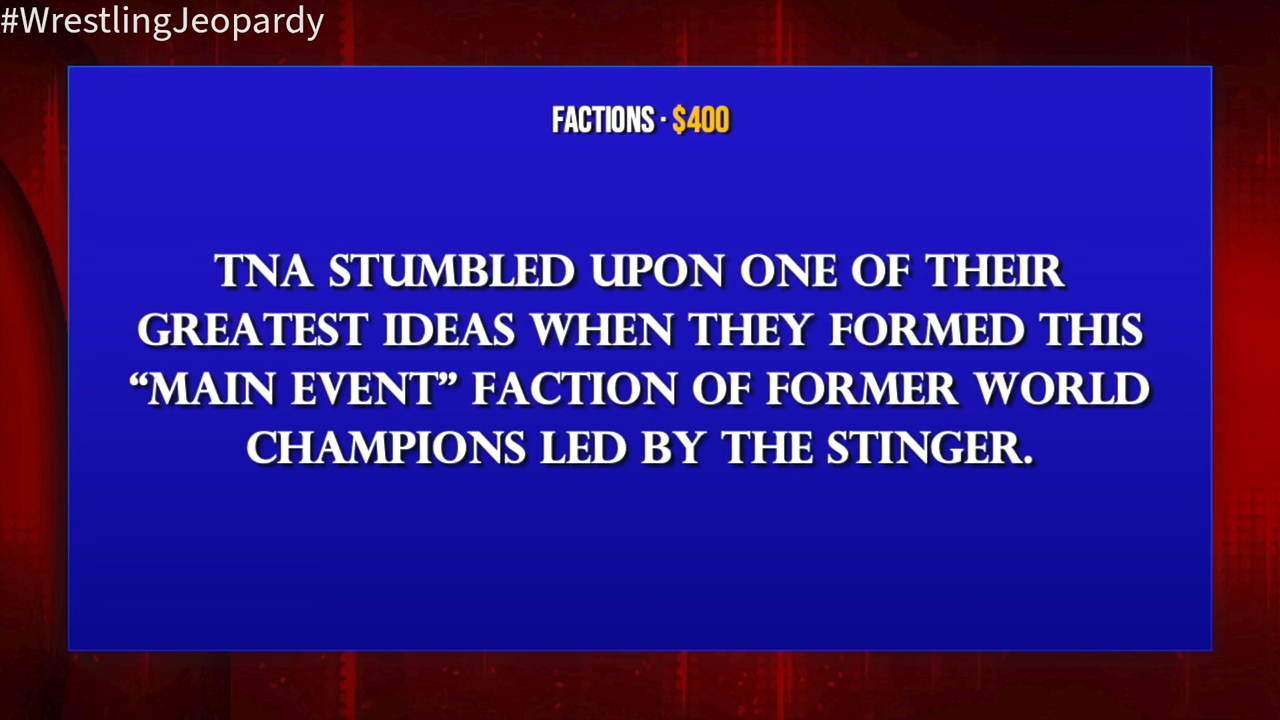 #WrestlingJeopardy
FACTIONS · $400
TNA STUMBLED UPON ONE OF THEIR
GREATEST IDEAS WHEN THEY FORMED THIS
“MAIN EVENT” FACTION OF FORMER WORLD
CHAMPIONS LED BY THE STINGER.